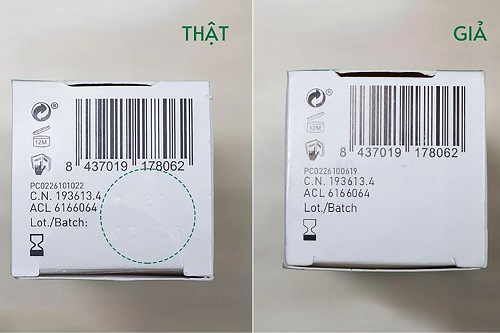 THẬT
12M
8 437019 178062
PC0226101022
C.N. 193613.4
ACL 6166064
Lot./Batch:
GIẢ
12M
8 437019 178062
PC0226100619
C.N. 193613.4
ACL 6166064
Lot./Batch